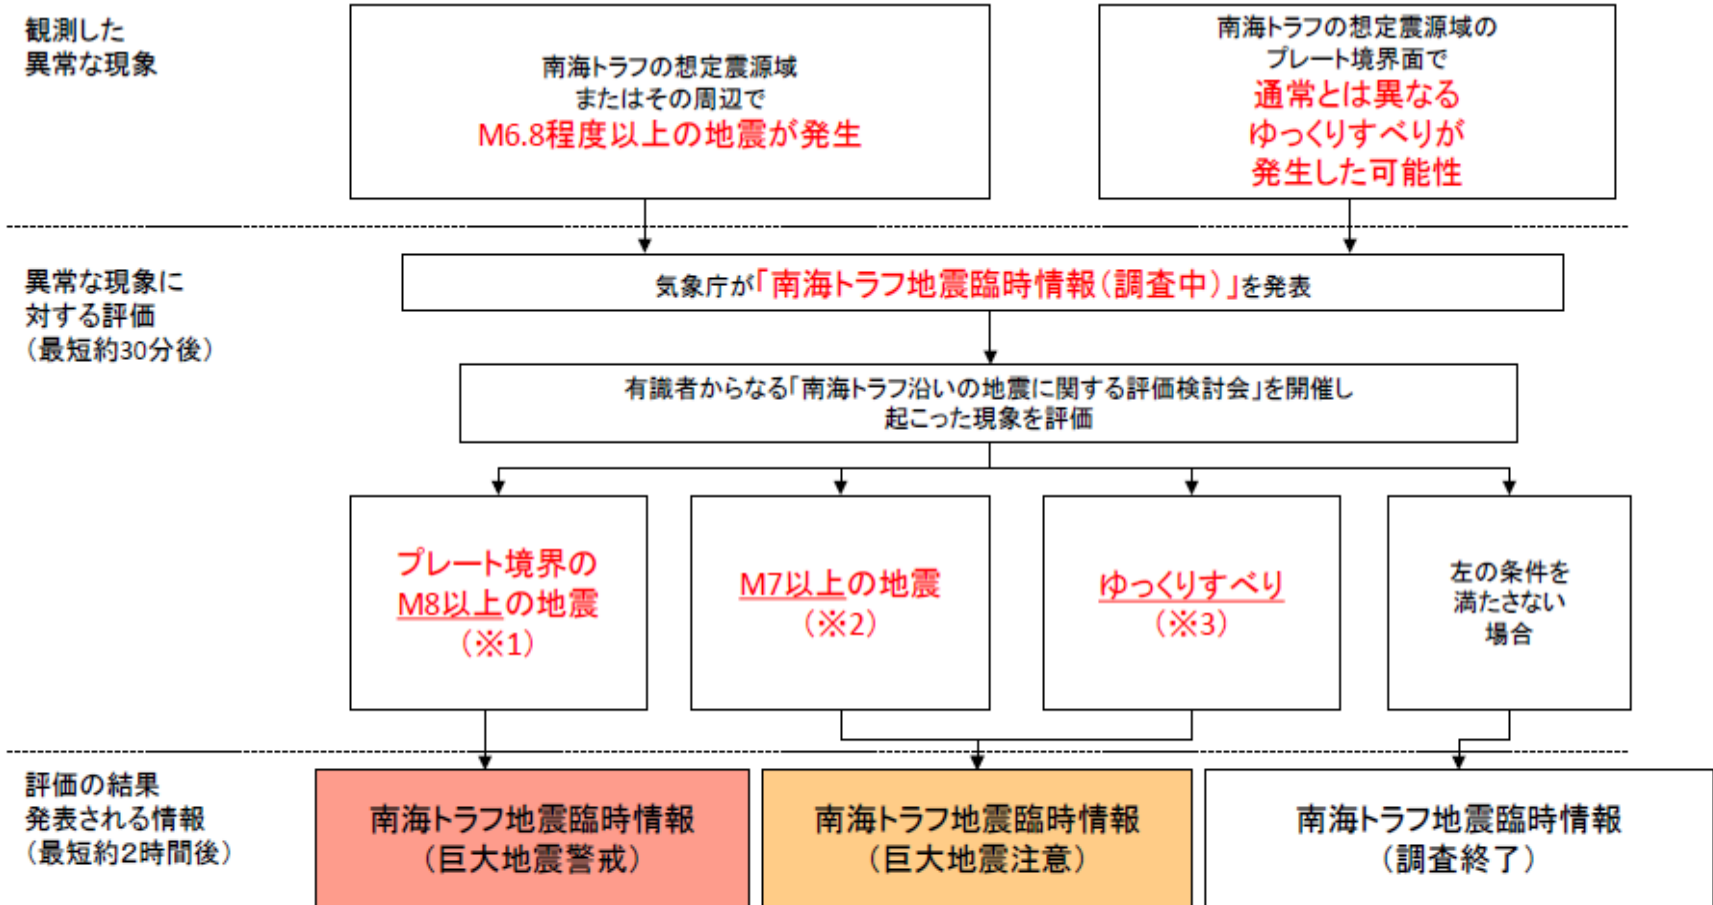 観測した
異常な現象
南海トラフの想定震源域
またはその周辺で
M6.8程度以上の地震が発生
南海トラフの想定震源域の
プレート境界面で
通常とは異なる
ゆっくりすべりが
発生した可能性
異常な現象に
対する評価
（最短約30分後）
気象庁が「南海トラフ地震臨時情報（調査中）」を発表
有識者からなる「南海トラフ沿いの地震に関する評価検討会」を開催し
起こった現象を評価
プレート境界の
M8以上の地震
（※1）
M7以上の地震
（※2）
ゆっくりすべり
（※3）
左の条件を
満たさない
場合
評価の結果
発表される情報
（最短約2時間後）
南海トラフ地震臨時情報
（巨大地震警戒）
南海トラフ地震臨時情報
（巨大地震注意）
南海トラフ地震臨時情報
（調査終了）